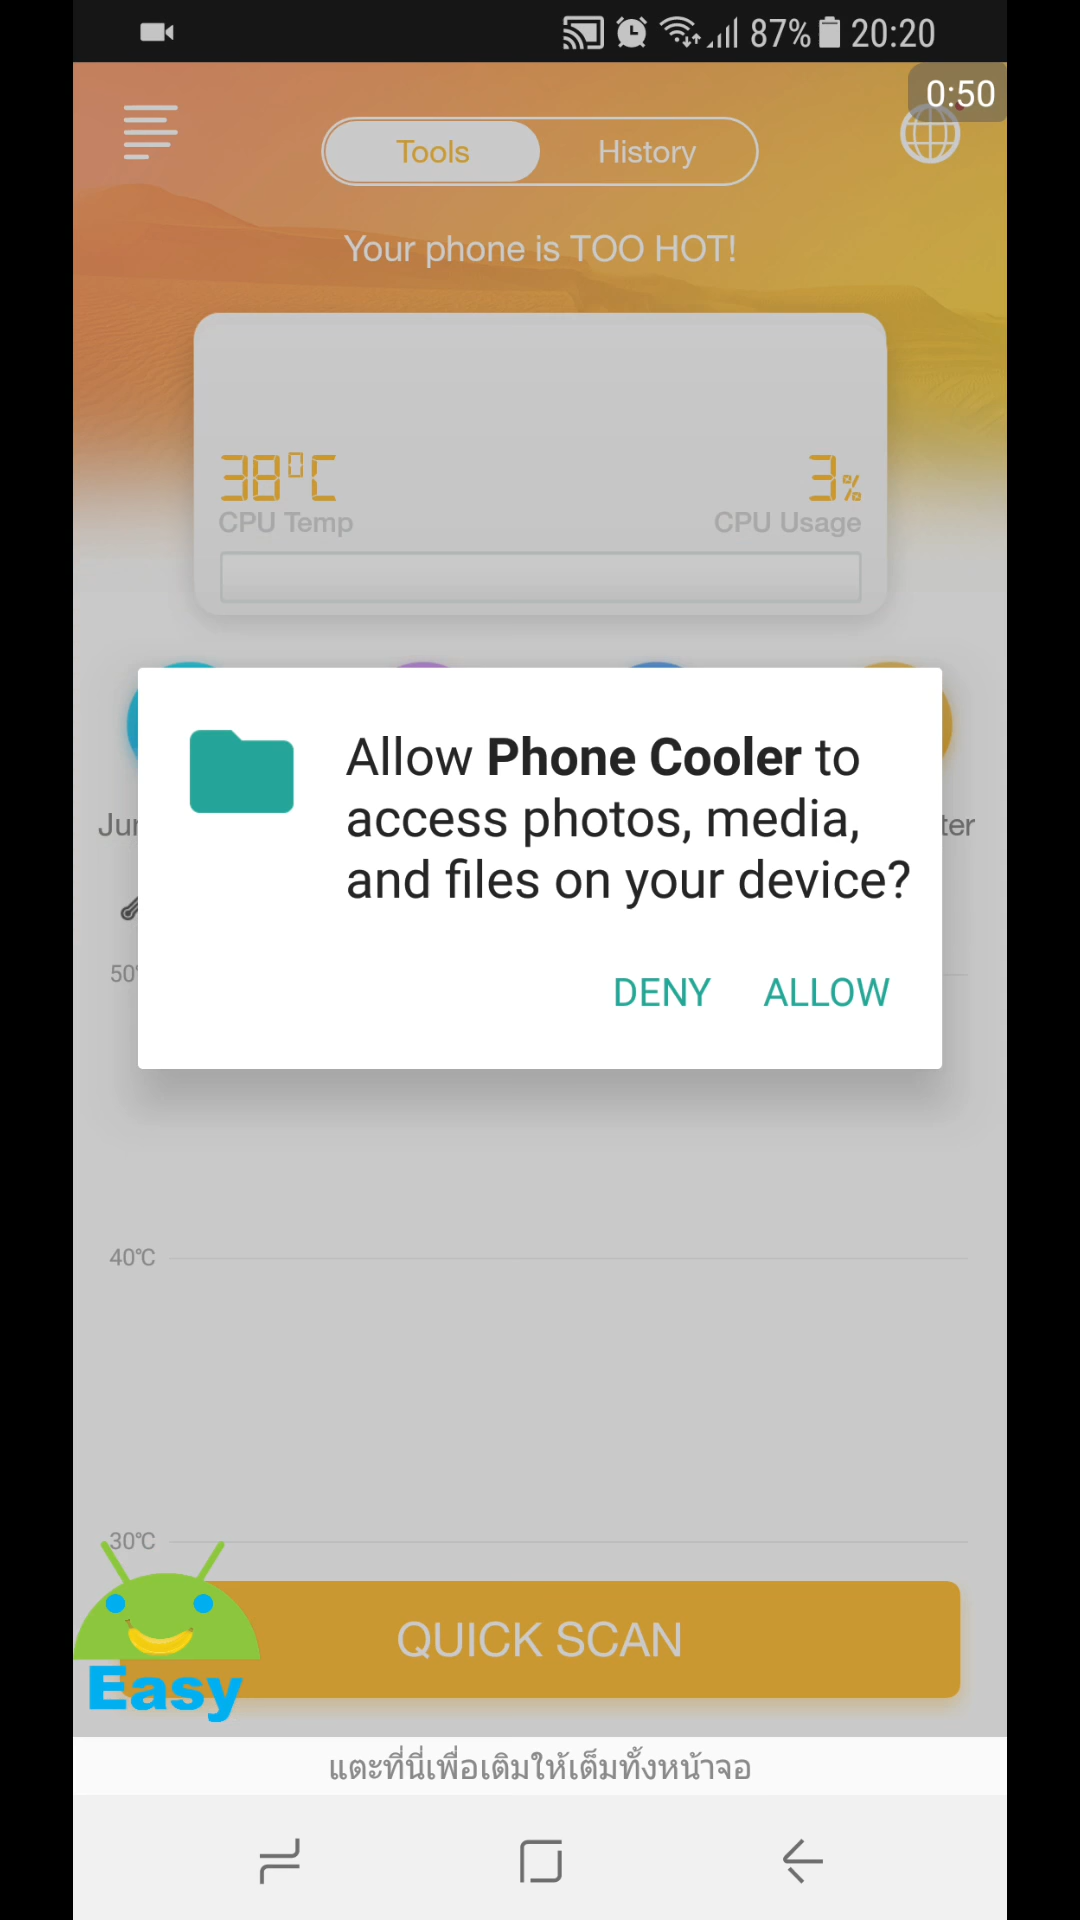 87% 20:20
0:50
Tools History
Your phone is TOO HOT!
38°C 3%
CPU Temp CPU Usage
Allow Phone Cooler to
access photos, media,
and files on your device?
DENY ALLOW
40°C
30°C
QUICK SCAN
Easy
แตะที่นี่เพื่อเติมให้เต็มทั้งหน้าจอ